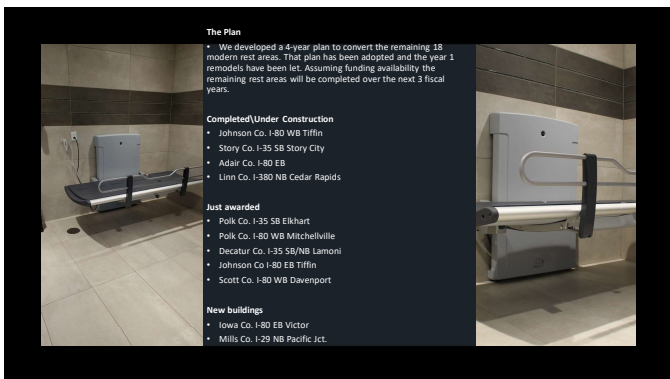 The Plan
• We developed a 4-year plan to convert the remaining 18
modern rest areas. That plan has been adopted and the year 1
remodels have been let. Assuming funding availability the
remaining rest areas will be completed over the next 3 fiscal
years.
Completed\Under Construction
• Johnson Co. I-80 WB Tiffin
• Story Co. I-35 SB Story City
• Adair Co. I-80 EB
• Linn Co. I-380 NB Cedar Rapids
Just awarded
• Polk Co. I-35 SB Elkhart
• Polk Co. I-80 WB Mitchellville
• Decatur Co. I-35 SB/NB Lamoni
• Johnson Co I-80 EB Tiffin
• Scott Co. I-80 WB Davenport
New buildings
• Iowa Co. I-80 EB Victor
• Mills Co. I-29 NB Pacific Jct.